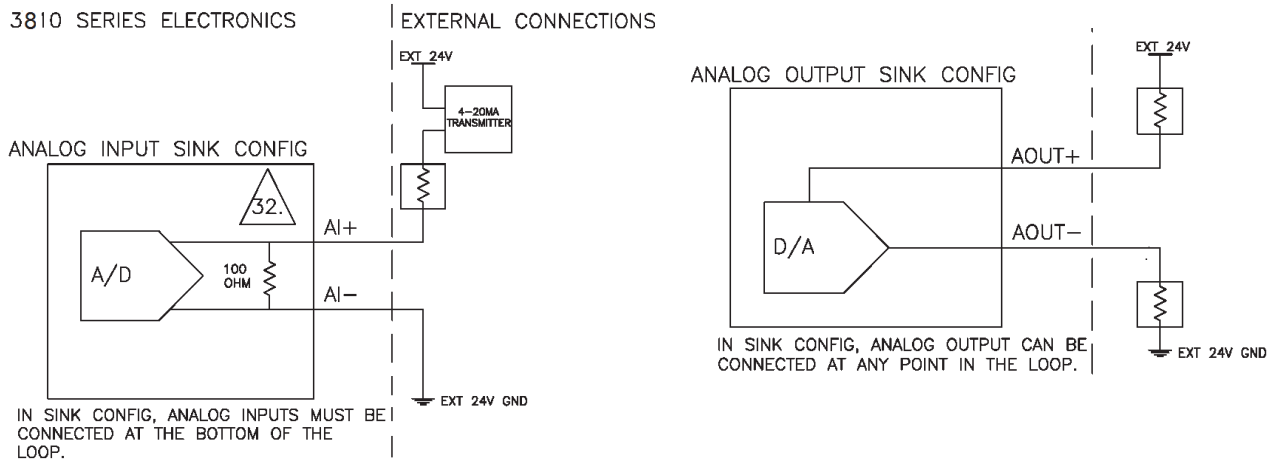 3810 SERIES ELECTRONICS
EXTERNAL CONNECTIONS
EXT 24V
4-20MA
TRANSMITTER
ANALOG INPUT SINK CONFIG
32.
AI+
A/D
100
OHM
AI-
EXT 24V GND
IN SINK CONFIG, ANALOG INPUTS MUST BE
CONNECTED AT THE BOTTOM OF THE
LOOP.
EXT 24V
ANALOG OUTPUT SINK CONFIG
AOUT+
D/A
AOUT-
EXT 24V GND
IN SINK CONFIG, ANALOG OUTPUT CAN BE
CONNECTED AT ANY POINT IN THE LOOP.